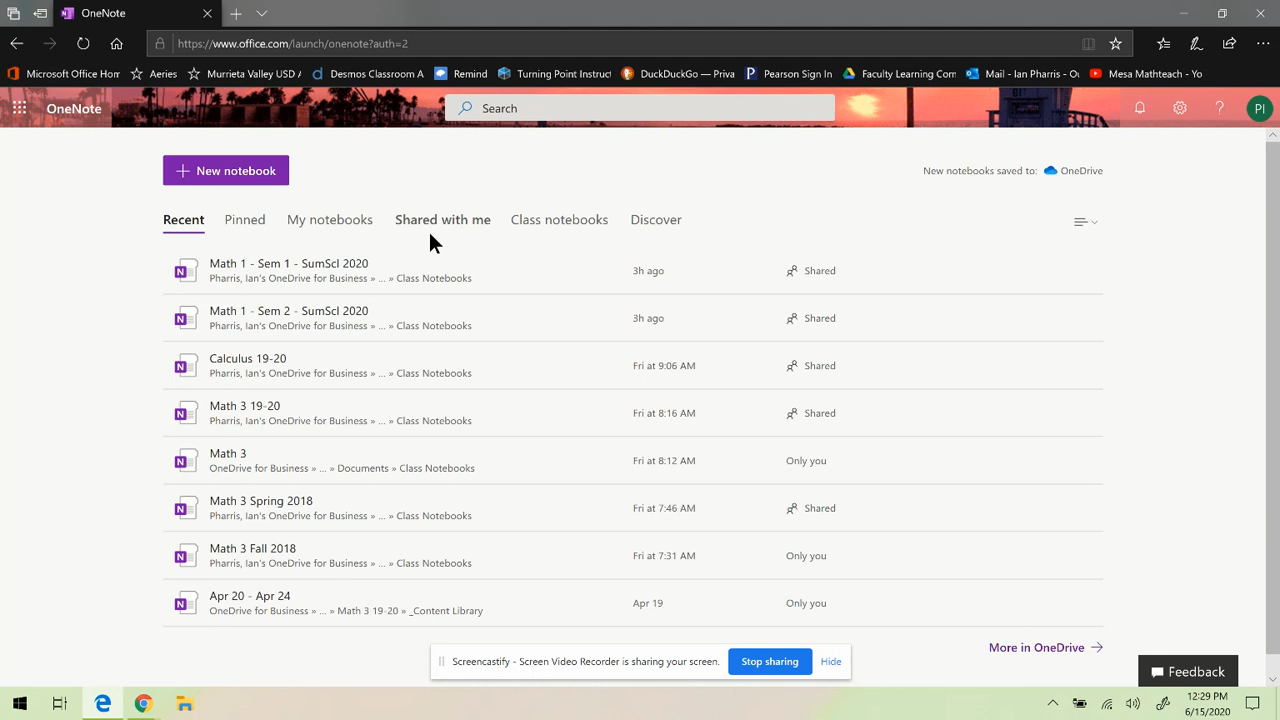 OneNote
https://www.office.com/launch/onenote?auth=2
Microsoft Office Hom
Aeries
Murrieta Valley USD A
Desmos Classroom A
Remind
Turning Point Instruct
DuckDuckGo — Priva
Pearson Sign In
Faculty Learning Com
Mail - Ian Pharris - Ou
Mesa Mathteach - Yo
OneNote
Search
PI
New notebook
New notebooks saved to: OneDrive
Recent Pinned My notebooks Shared with me Class notebooks Discover
Math 1 - Sem 1 - SumScl 2020
3h ago Shared
Pharris, Ian's OneDrive for Business » ... » Class Notebooks
Math 1 - Sem 2 - SumScl 2020
3h ago Shared
Pharris, Ian's OneDrive for Business » ... » Class Notebooks
Calculus 19-20
Fri at 9:06 AM Shared
Pharris, Ian's OneDrive for Business » ... » Class Notebooks
Math 3 19-20
Fri at 8:16 AM Shared
Pharris, Ian's OneDrive for Business » ... » Class Notebooks
Math 3
Fri at 8:12 AM Only you
OneDrive for Business » ... » Documents » Class Notebooks
Math 3 Spring 2018
Fri at 7:46 AM Shared
Pharris, Ian's OneDrive for Business » ... » Class Notebooks
Math 3 Fall 2018
Fri at 7:31 AM Only you
Pharris, Ian's OneDrive for Business » ... » Class Notebooks
Apr 20 - Apr 24
Apr 19 Only you
OneDrive for Business » ... » Math 3 19-20 » _Content Library
More in OneDrive
Screencastify - Screen Video Recorder is sharing your screen.
Stop sharing
Hide
Feedback
12:29 PM
6/15/2020